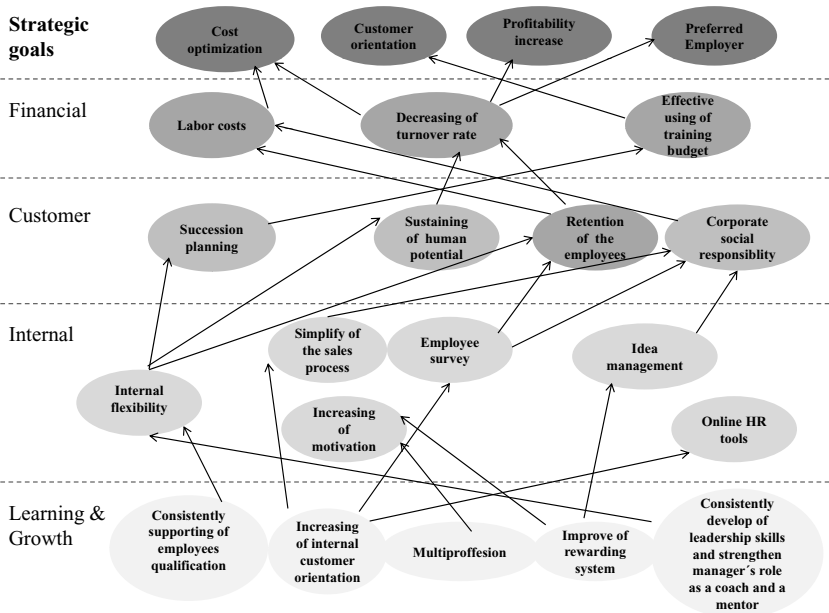 Strategic
goals
Cost
optimization
Customer
orientation
Profitability
increase
Preferred
Employer
Financial
Labor costs
Decreasing of
turnover rate
Effective
using of
training
budget
Customer
Succession
planning
Sustaining
of human
potential
Retention
of the
employees
Corporate
social
responsiblity
Internal
Internal
flexibility
Simplify of
the sales
process
Employee
survey
Idea
management
Increasing
of
motivation
Online HR
tools
Learning &
Growth
Consistently
supporting of
employees
qualification
Increasing
of internal
customer
orientation
Multiproffesion
Improve of
rewarding
system
Consistently
develop of
leadership skills
and strengthen
manager´s role
as a coach and a
mentor